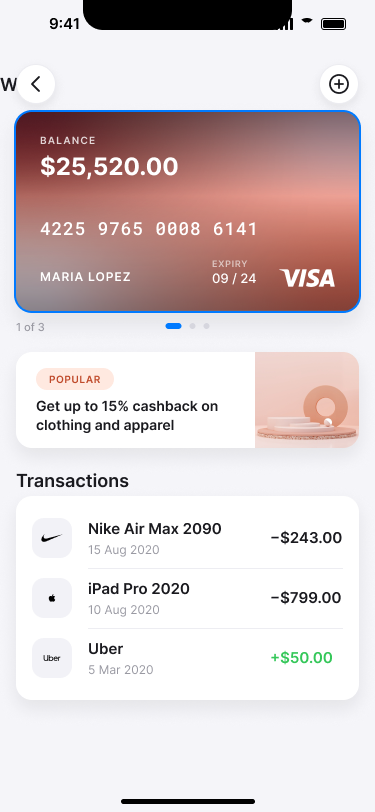 9:41
W
BALANCE
$25,520.00
4225 9765 0008 6141
EXPIRY
MARIA LOPEZ 09 / 24 VISA
1 of 3
POPULAR
Get up to 15% cashback on
clothing and apparel
Transactions
Nike Air Max 2090 −$243.00
15 Aug 2020
iPad Pro 2020 −$799.00
10 Aug 2020
Uber Uber +$50.00
5 Mar 2020